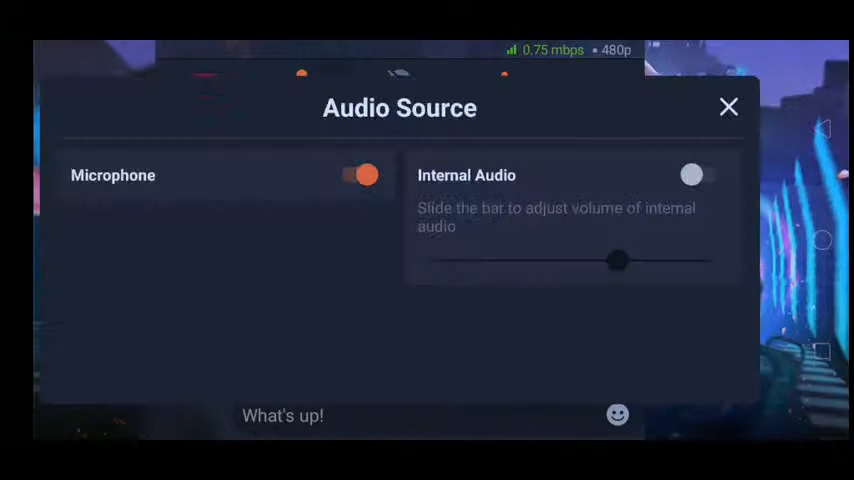 0.75 mbps • 480p
Audio Source
Microphone
Internal Audio
Slide the bar to adjust volume of internal
audio
What's up!